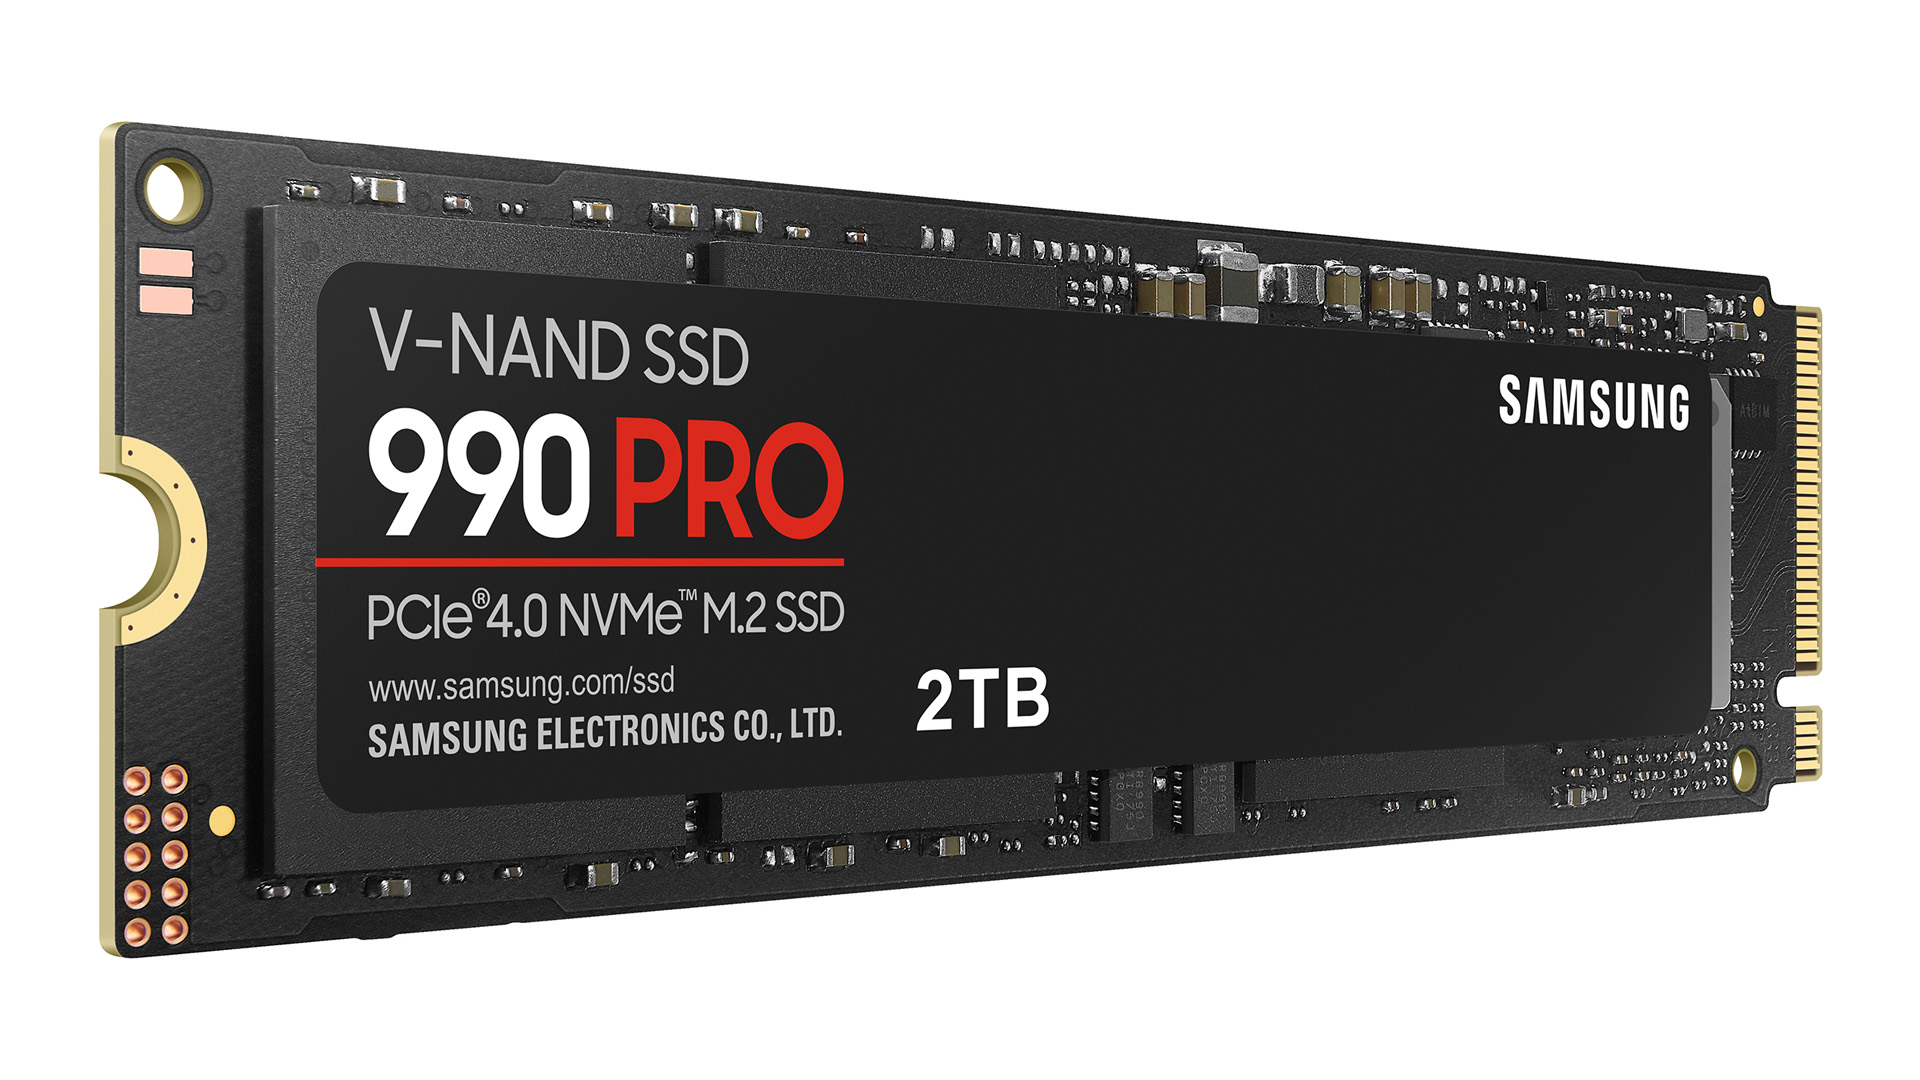 V-NAND SSD
SAMSUNG
990 PRO
PCIe®4.0 NVMe™ M.2 SSD
www.samsung.com/ssd
SAMSUNG ELECTRONICS CO., LTD.
2TB